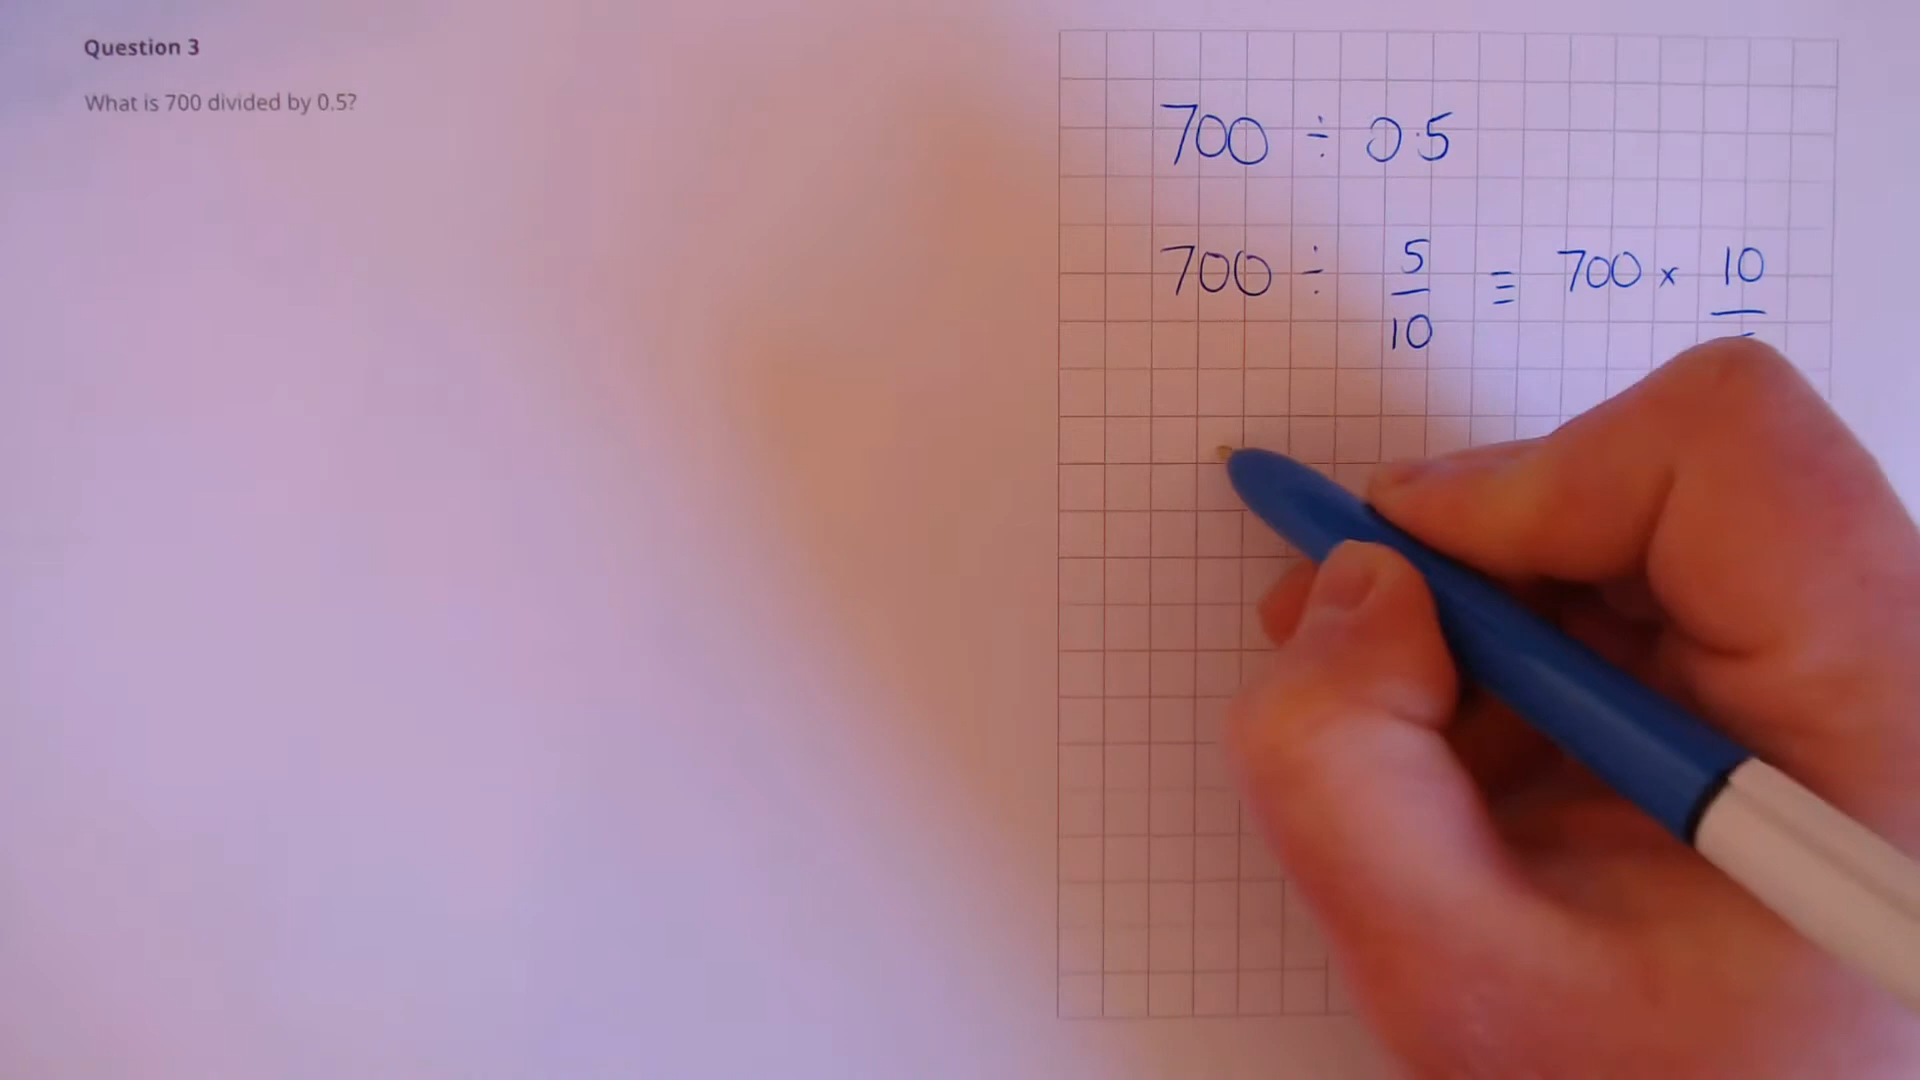 Question 3
What is 700 divided by 0.5?
700 ÷ 0.5
700 ÷ 5/10 ≡ 700 × 10/